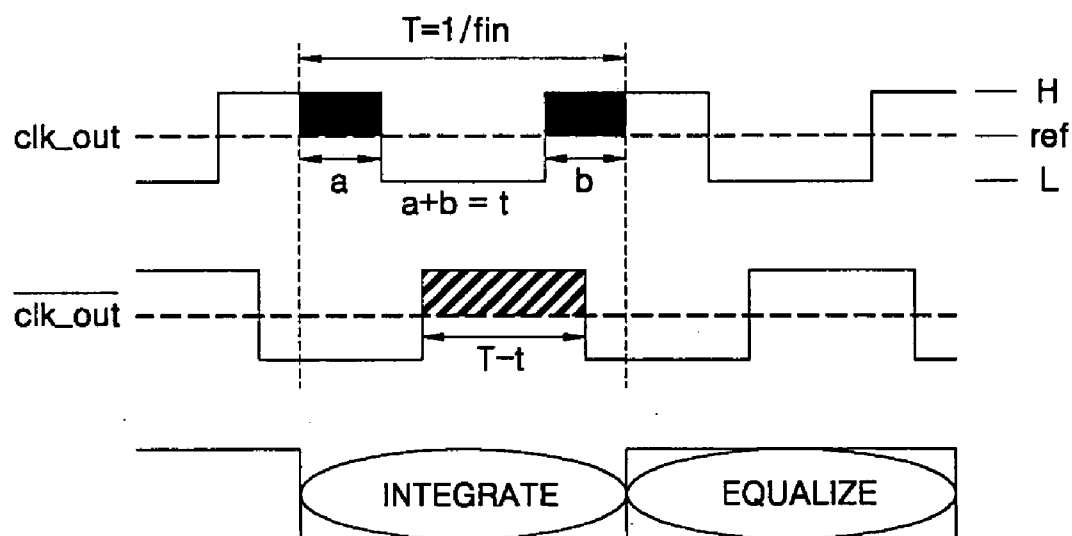 T=1/fin
H
clk_out
ref
a
b
L
a+b = t
clk_out
T-t
INTEGRATE
EQUALIZE